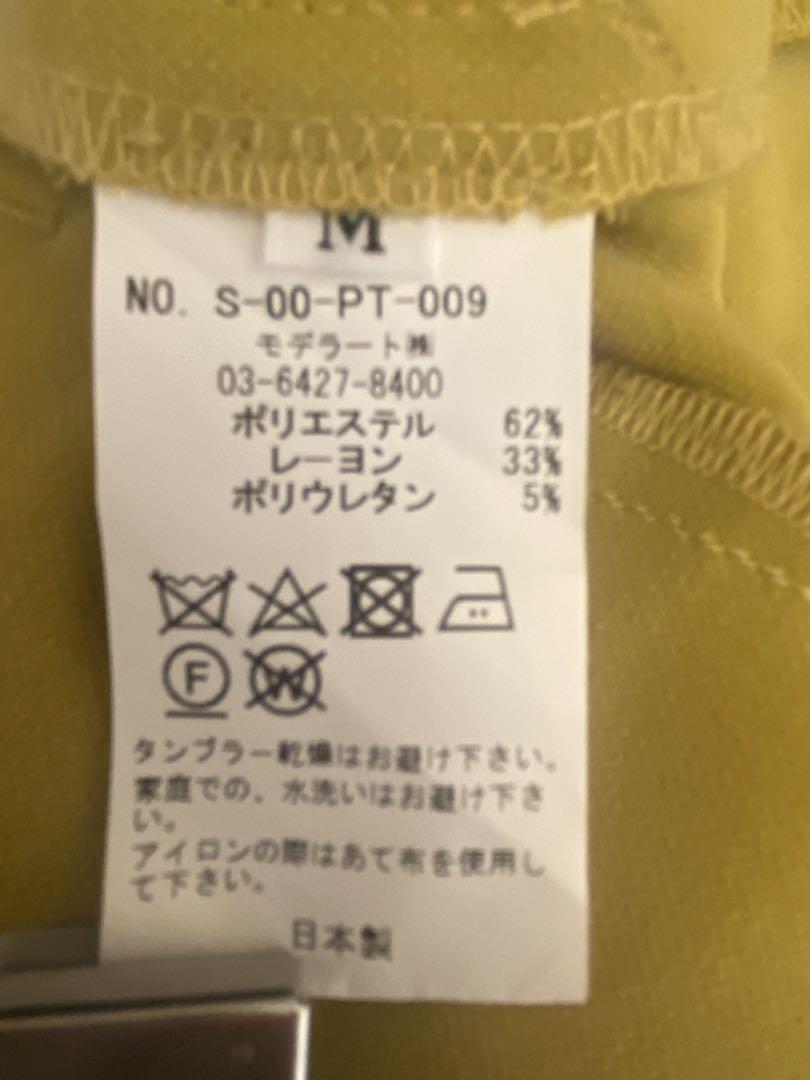 M
NO. S-00-PT-009
モデラート㈱
03-6427-8400
ポリエステル 62%
レーヨン 33%
ポリウレタン 5%
F W
タンブラー乾燥はお避け下さい。
家庭での、水洗いはお避け下さ
い。
アイロンの際はあて布を使用し
て下さい。
日本製